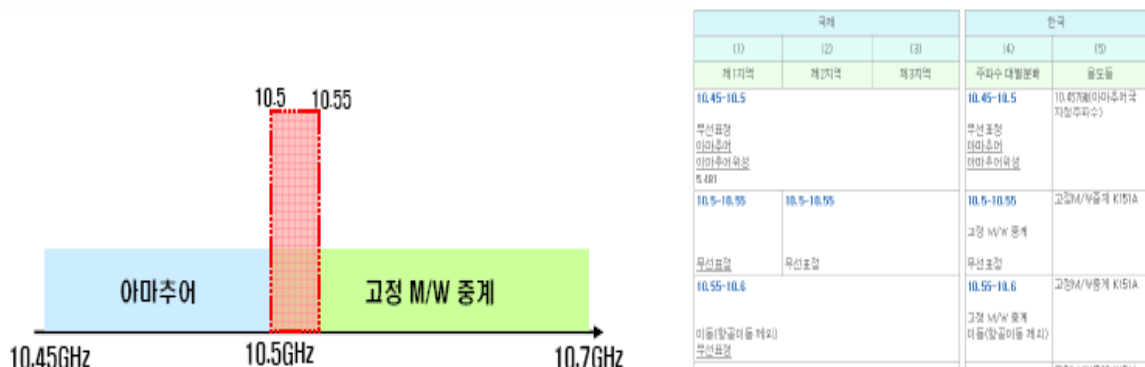 10.5 10.55
아마추어
고정 M/W 중계
10.45GHz
10.5GHz
10.7GHz
국제
한국
(1) (2) (3) (4) (5)
제1지역 제2지역 제3지역 주파수 대별분배 용도등
10.45-10.5
무선표정
아마추어
아마추어위성
5.481
10.45-10.5
무선표정
아마추어
아마추어위성
지정주파수)
10.5-10.55
무선표정
10.5-10.55
무선표정
10.5-10.55
고정 M/W 중계
무선표정
고정M/W중계 K151A
10.55-10.6
이동(항공이동 제외)
무선표정
10.55-10.6
고정 M/W 중계
이동(항공이동 제외)
고정M/W중계 K151A